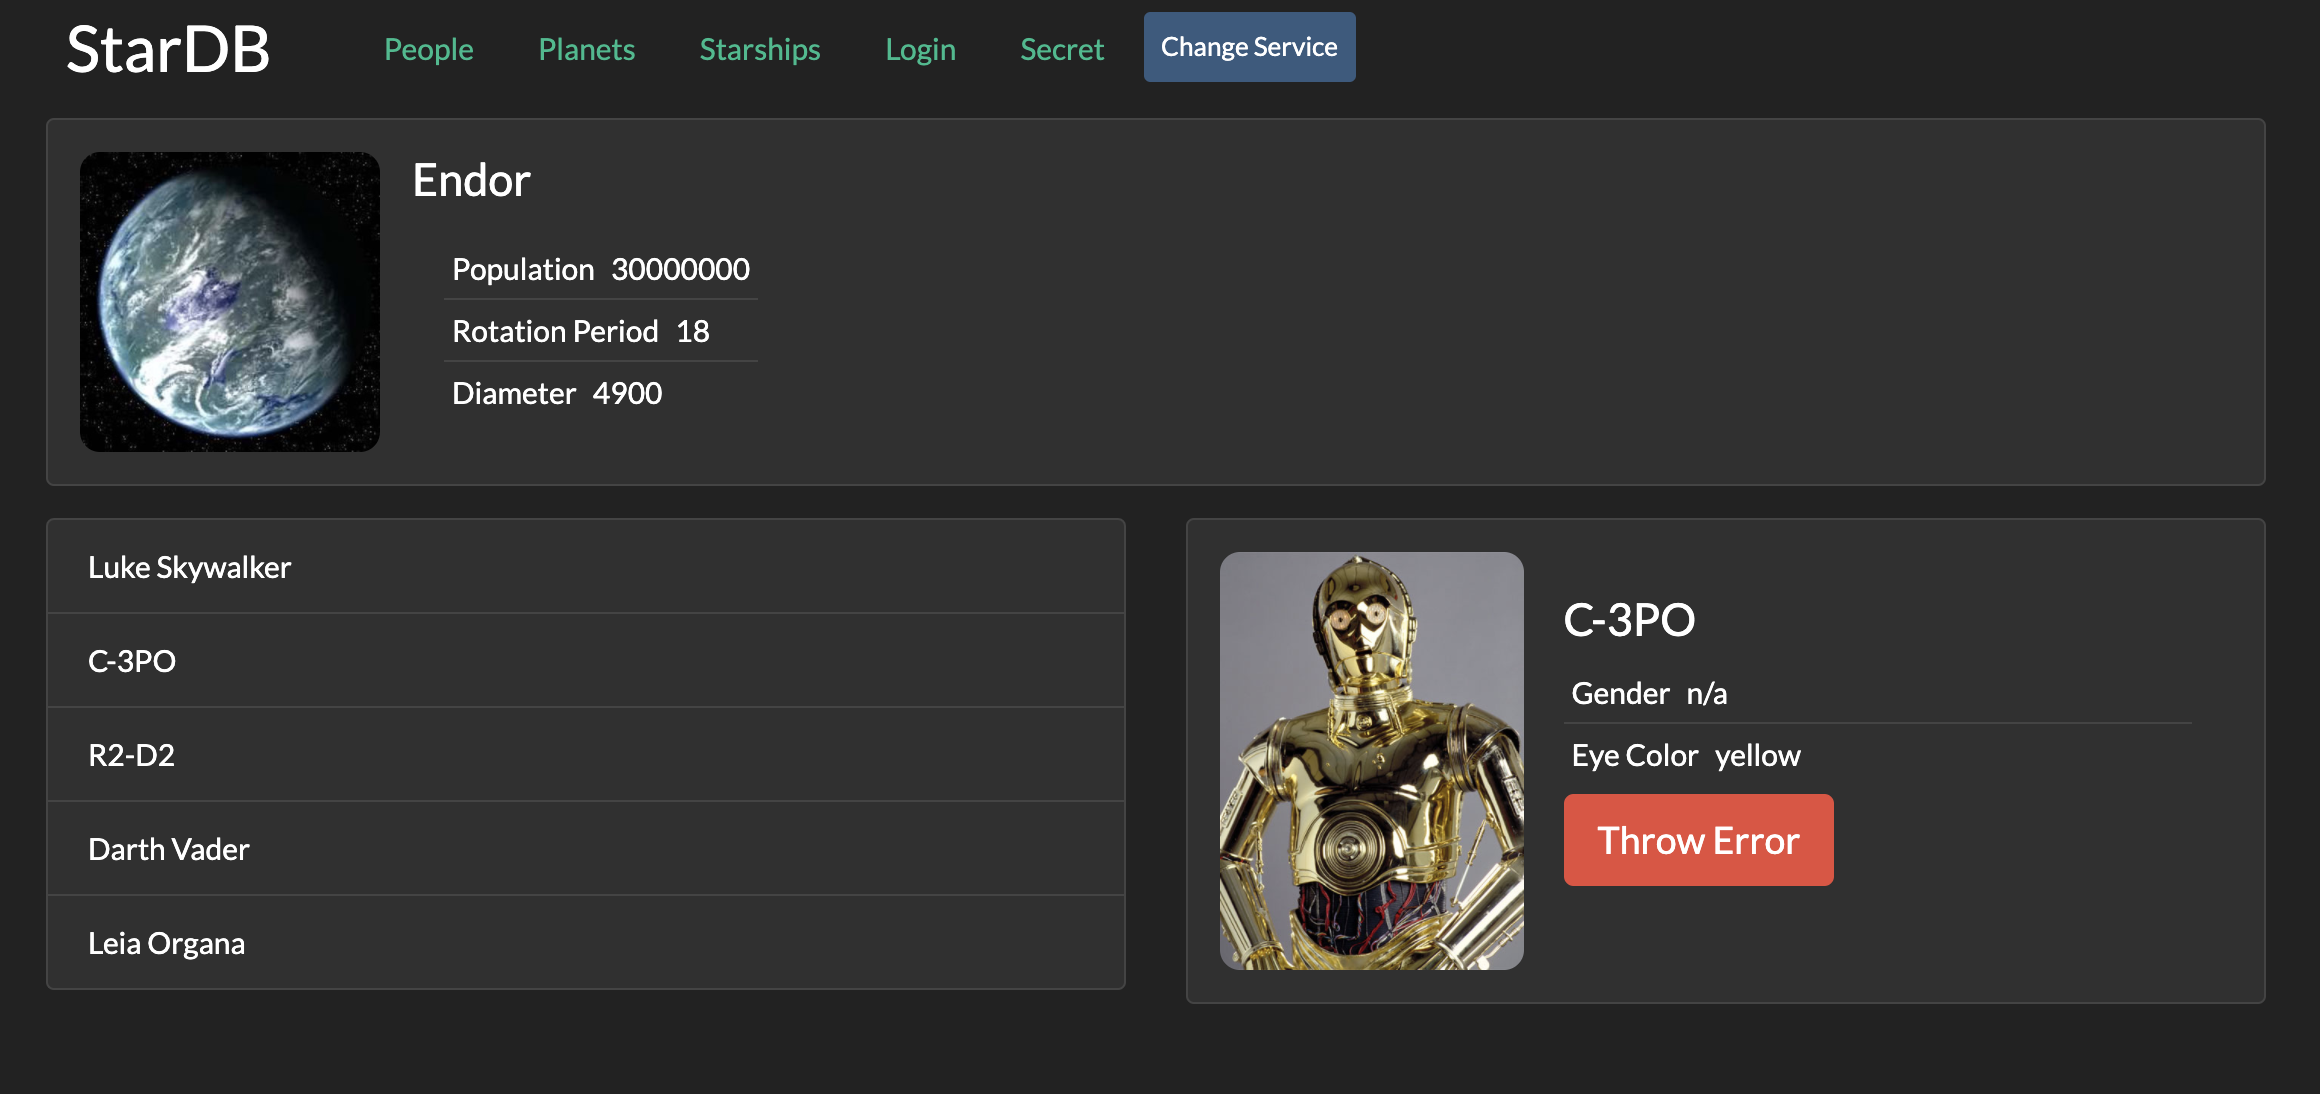 StarDB People Planets Starships Login Secret Change Service
Endor
Population 30000000
Rotation Period 18
Diameter 4900
Luke Skywalker
C-3PO
R2-D2
Darth Vader
Leia Organa
C-3PO
Gender n/a
Eye Color yellow
Throw Error